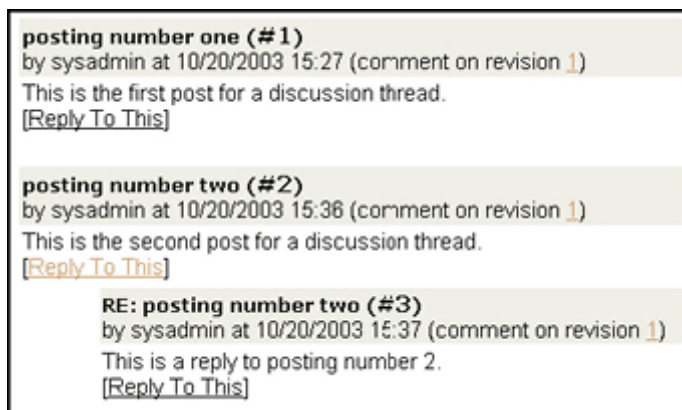 posting number one (#1)
by sysadmin at 10/20/2003 15:27 (comment on revision 1)
This is the first post for a discussion thread.
[Reply To This]
posting number two (#2)
by sysadmin at 10/20/2003 15:36 (comment on revision 1)
This is the second post for a discussion thread.
[Reply To This]
RE: posting number two (#3)
by sysadmin at 10/20/2003 15:37 (comment on revision 1)
This is a reply to posting number 2.
[Reply To This]